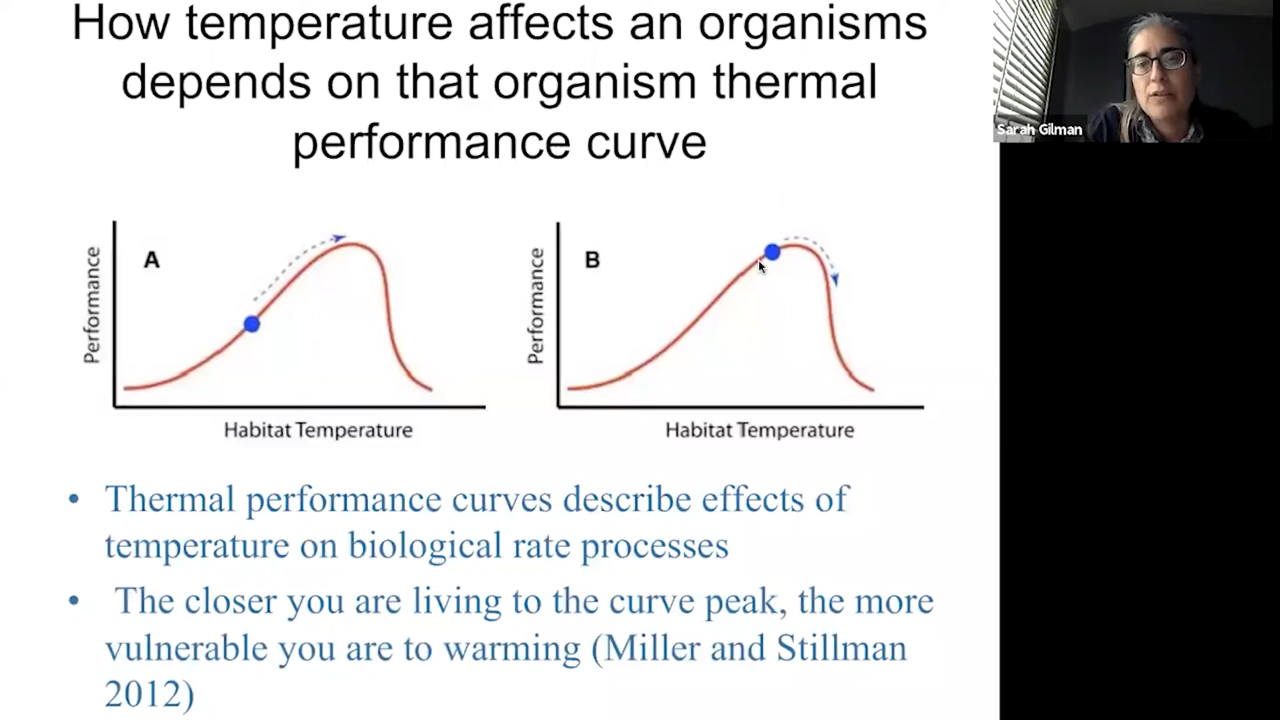 How temperature affects an organisms
depends on that organism thermal
performance curve
Sarah Gilman
A
Performance
Habitat Temperature
B
Performance
Habitat Temperature
• Thermal performance curves describe effects of
temperature on biological rate processes
• The closer you are living to the curve peak, the more
vulnerable you are to warming (Miller and Stillman
2012)